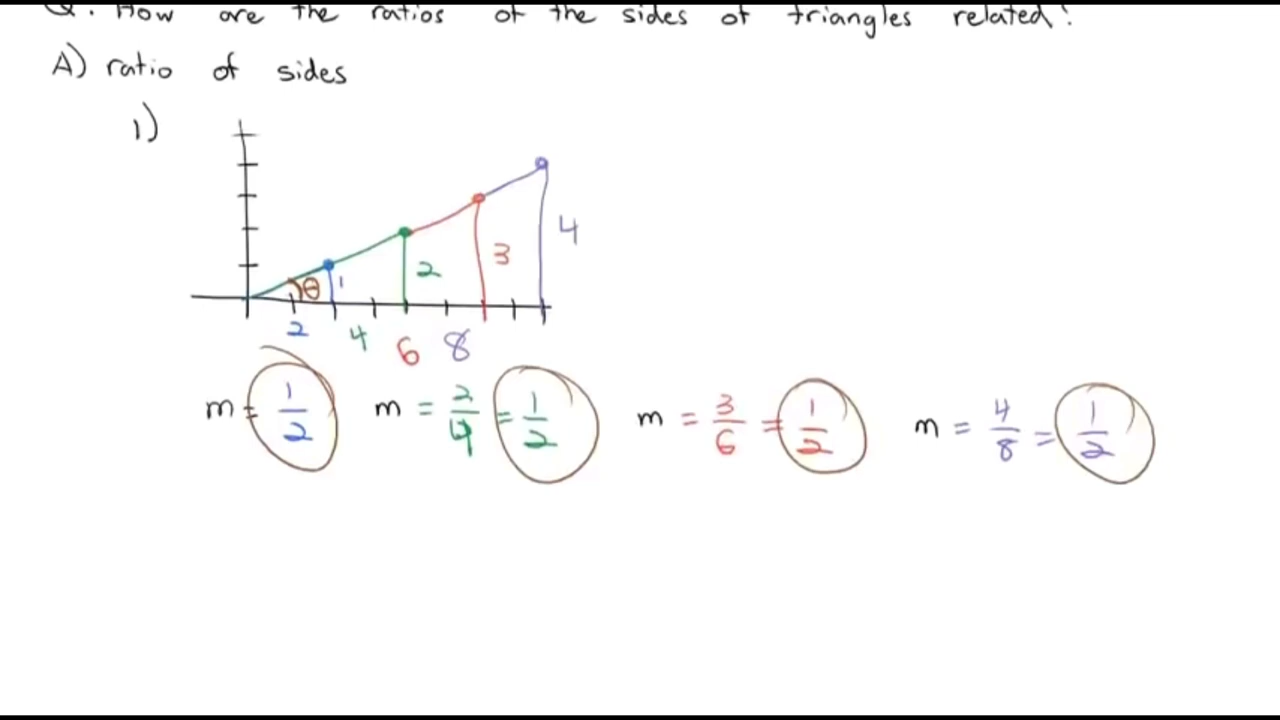 Q. How are the ratios of the sides of triangles related?
A) ratio of sides
1)
4
3
2
θ 1
2 4 6 8
m = 1/2 m = 2/4 = 1/2 m = 3/6 = 1/2 m = 4/8 = 1/2